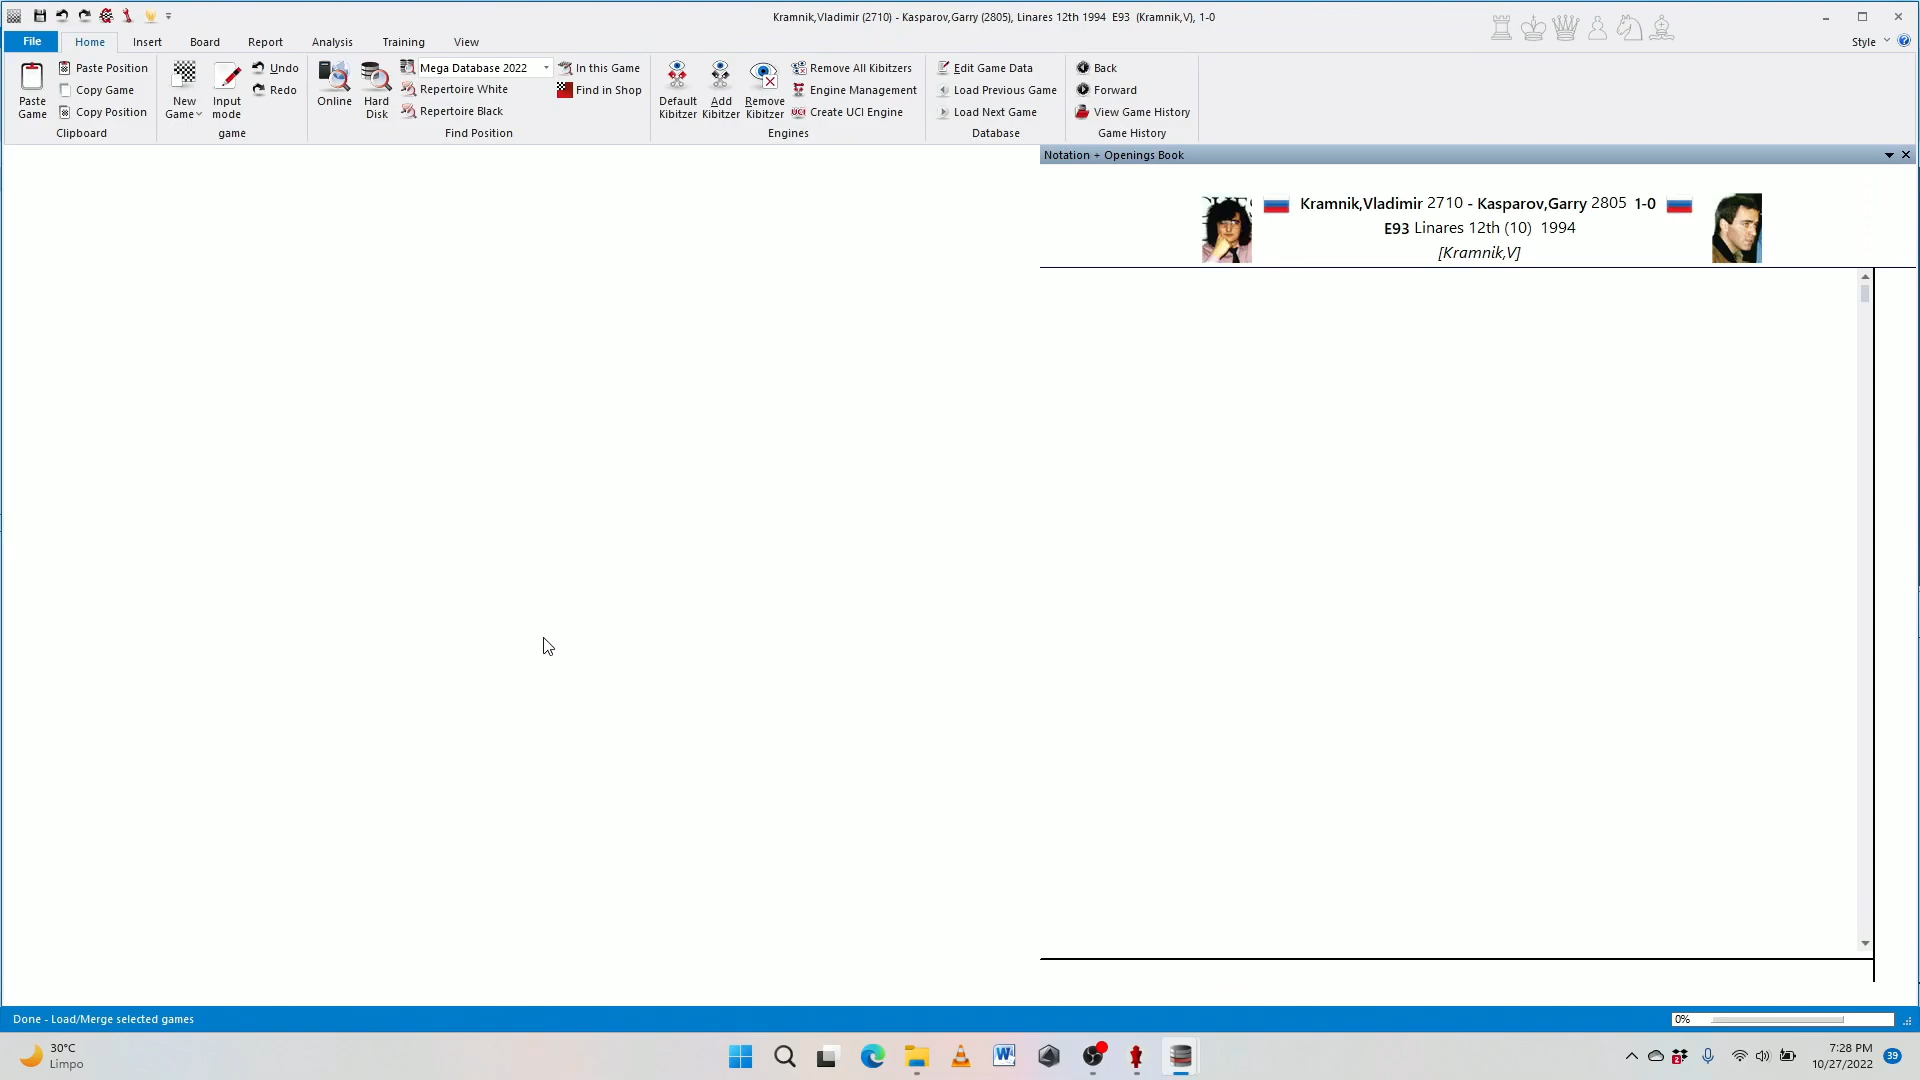 Kramnik,Vladimir (2710) - Kasparov,Garry (2805), Linares 12th 1994  E93  (Kramnik,V), 1-0
File Home Insert Board Report Analysis Training View Style
Paste Game
Paste Position
Copy Game
Copy Position
Clipboard
New Game
Input mode
Undo
Redo
game
Online
Hard Disk
Mega Database 2022
Repertoire White
Repertoire Black
In this Game
Find in Shop
Find Position
Default Kibitzer
Add Kibitzer
Remove Kibitzer
Remove All Kibitzers
Engine Management
UCI Create UCI Engine
Engines
Edit Game Data
Load Previous Game
Load Next Game
Database
Back
Forward
View Game History
Game History
Notation + Openings Book
Kramnik,Vladimir 2710 - Kasparov,Garry 2805 1-0
E93 Linares 12th (10) 1994
[Kramnik,V]
Done - Load/Merge selected games
0%
30°C
Limpo
2
7:28 PM
10/27/2022
39